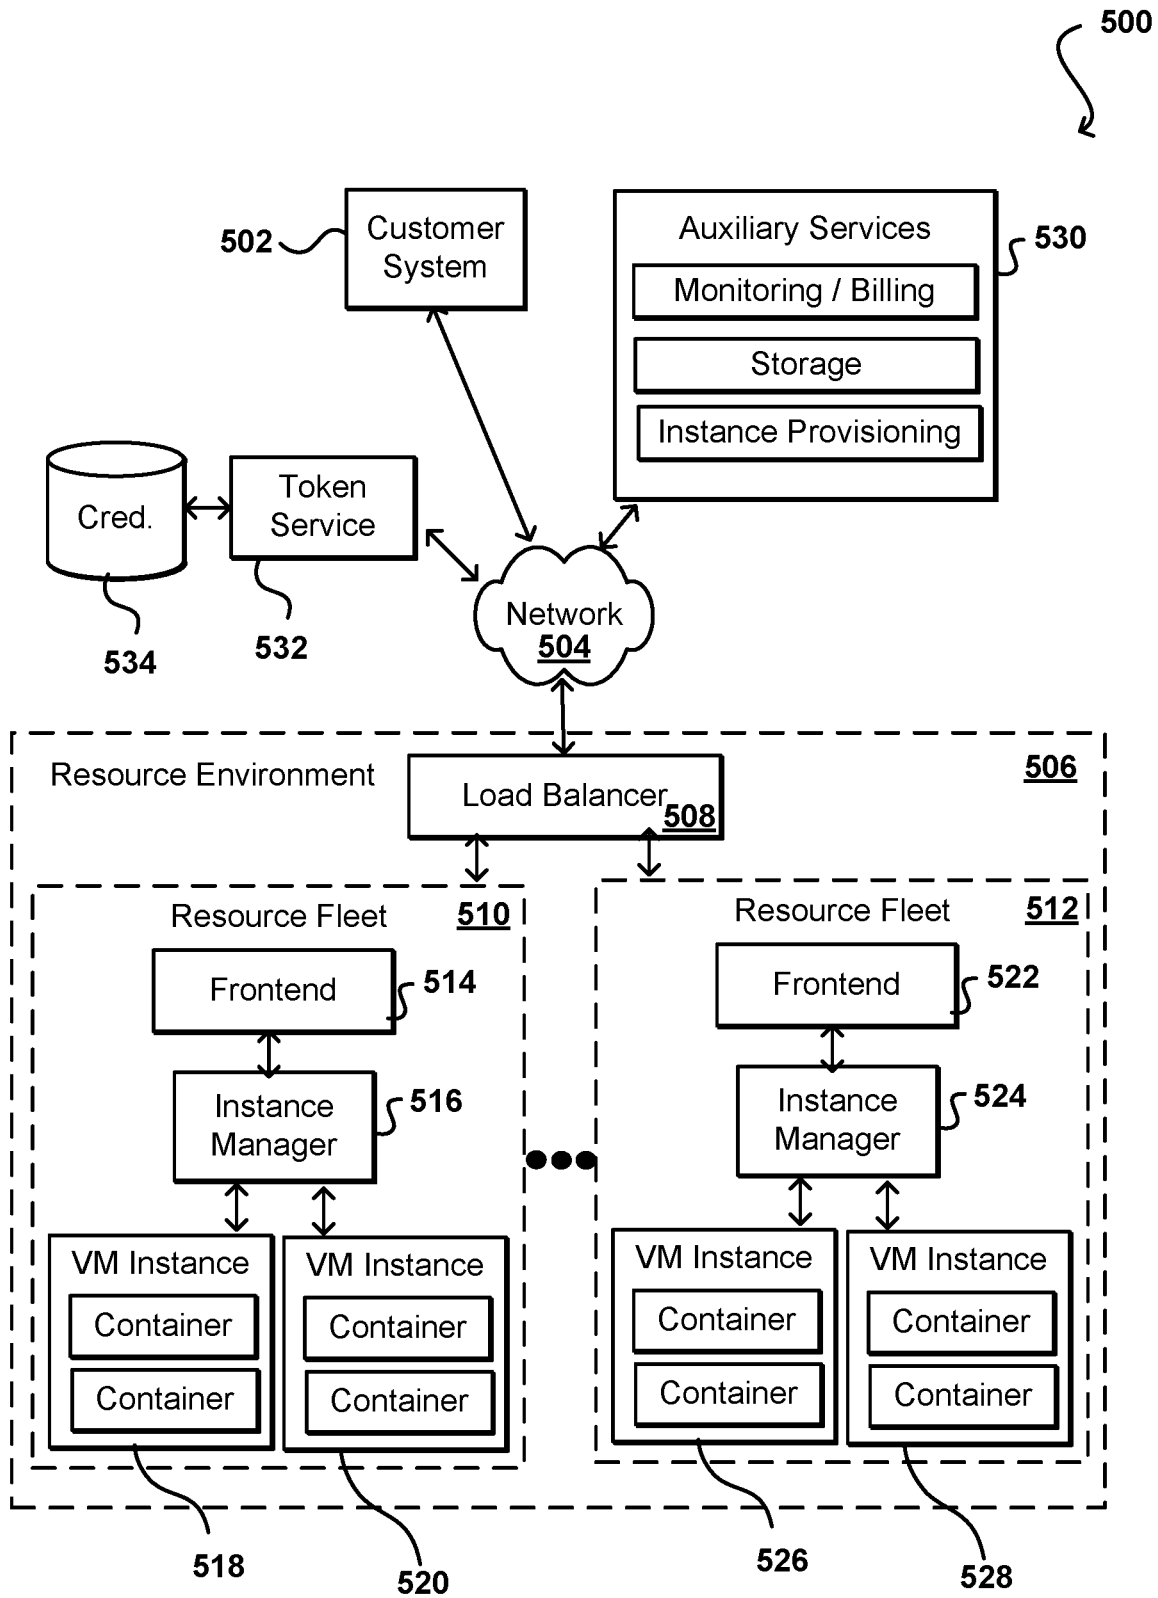 500
Customer
System
502
Auxiliary Services
530
Monitoring / Billing
Storage
Instance Provisioning
Cred.
Token
Service
534
532
Network
504
Resource Environment
506
Load Balancer
508
Resource Fleet
510
Frontend
514
Instance
Manager
516
VM Instance
Container
Container
VM Instance
Container
Container
518
520
Resource Fleet
512
Frontend
522
Instance
Manager
524
VM Instance
Container
Container
VM Instance
Container
Container
526
528